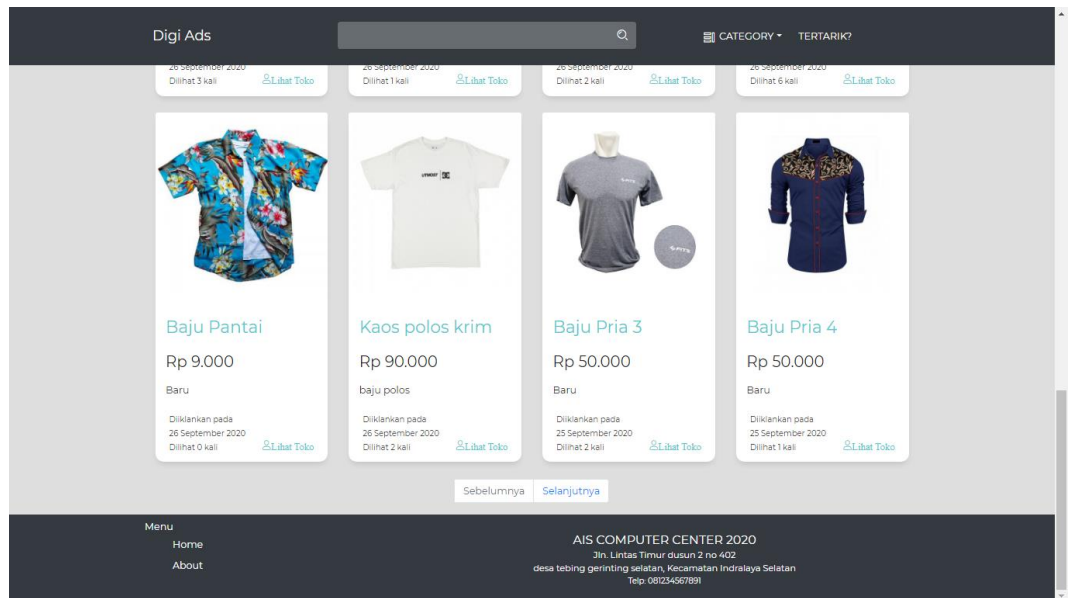 Digi Ads
CATEGORY
TERTARIK?
26 September 2020
Dilihat 3 kali
Lihat Toko
26 September 2020
Dilihat 1 kali
Lihat Toko
26 September 2020
Dilihat 2 kali
Lihat Toko
26 September 2020
Dilihat 6 kali
Lihat Toko
Baju Pantai
Rp 9.000
Baru
Diiklankan pada
26 September 2020
Dilihat 0 kali
Lihat Toko
UTMOST DC
Kaos polos krim
Rp 90.000
baju polos
Diiklankan pada
26 September 2020
Dilihat 2 kali
Lihat Toko
Baju Pria 3
Rp 50.000
Baru
Diiklankan pada
25 September 2020
Dilihat 2 kali
Lihat Toko
Baju Pria 4
Rp 50.000
Baru
Diiklankan pada
25 September 2020
Dilihat 1 kali
Lihat Toko
Sebelumnya
Selanjutnya
Menu
Home
About
AIS COMPUTER CENTER 2020
Jln. Lintas Timur dusun 2 no 402
desa tebing gerinting selatan, Kecamatan Indralaya Selatan
Telp: 081234567891